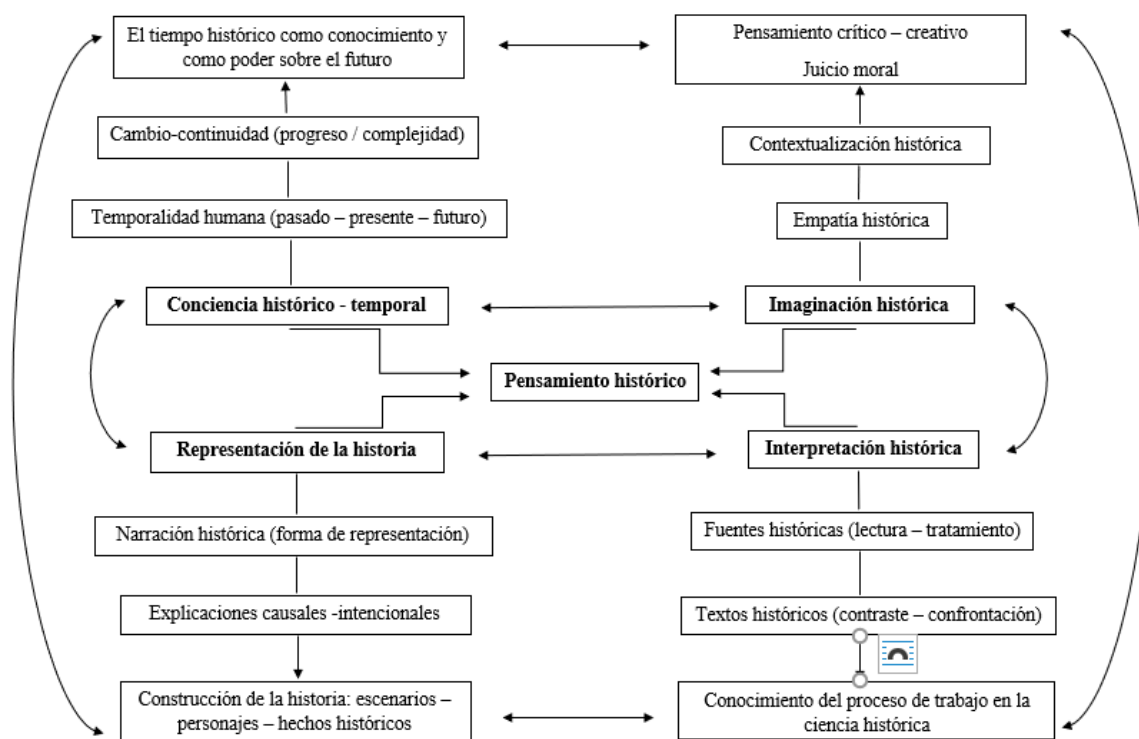 El tiempo histórico como conocimiento y
como poder sobre el futuro
Pensamiento crítico – creativo
Juicio moral
Cambio-continuidad (progreso / complejidad)
Contextualización histórica
Temporalidad humana (pasado – presente – futuro)
Empatía histórica
Conciencia histórico - temporal
Imaginación histórica
Pensamiento histórico
Representación de la historia
Interpretación histórica
Narración histórica (forma de representación)
Fuentes históricas (lectura – tratamiento)
Explicaciones causales -intencionales
Textos históricos (contraste – confrontación)
Construcción de la historia: escenarios –
personajes – hechos históricos
Conocimiento del proceso de trabajo en la
ciencia histórica